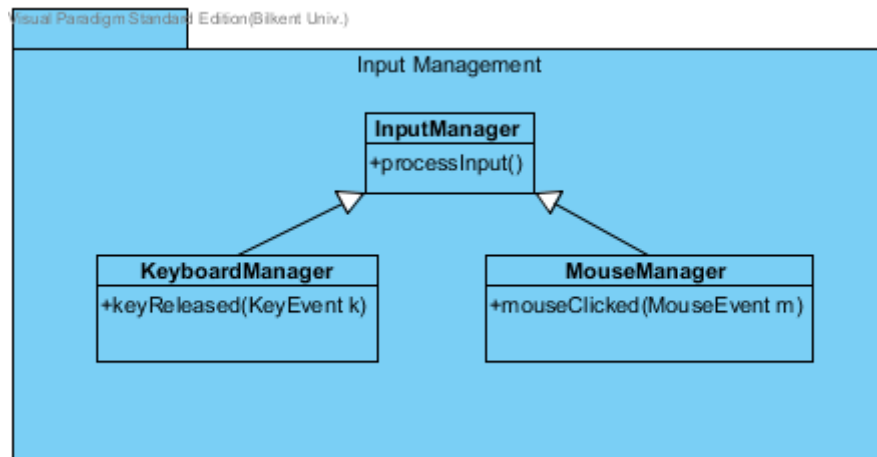 Visual Paradigm Standard Edition(Bilkent Univ.)
Input Management
InputManager
+processInput()
KeyboardManager
+keyReleased(KeyEvent k)
MouseManager
+mouseClicked(MouseEvent m)